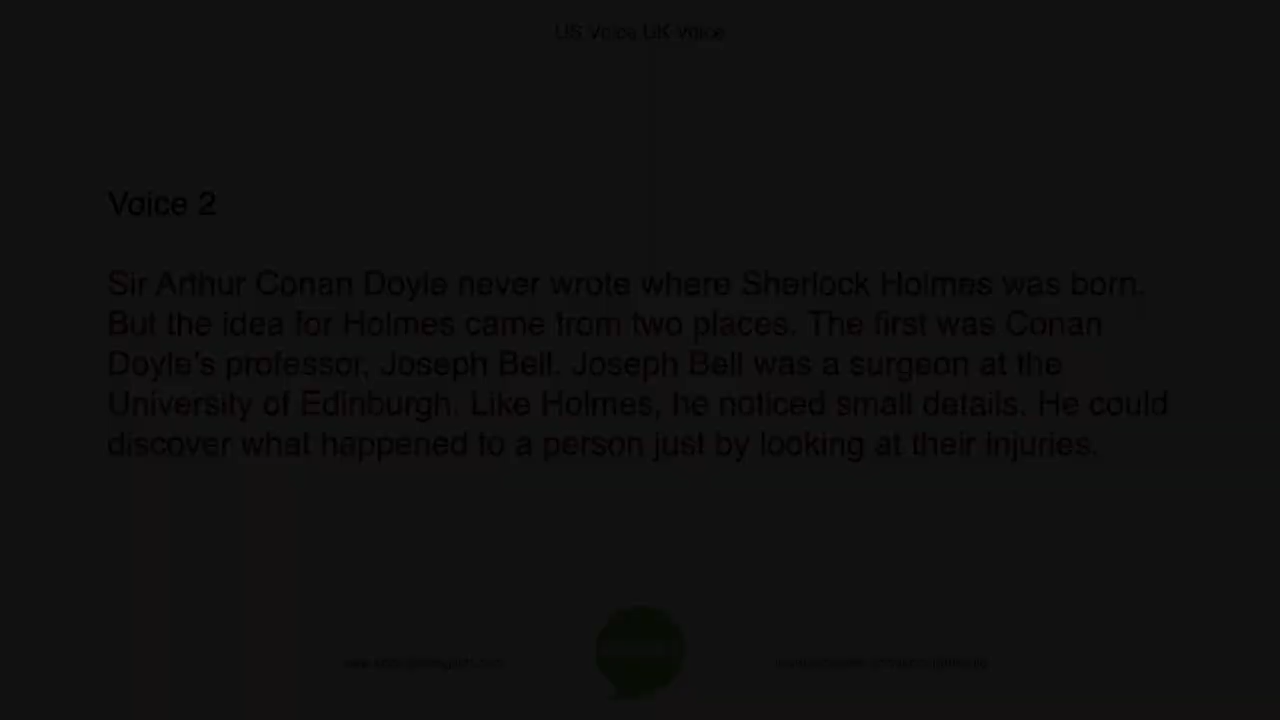 US Voice UK Voice
Voice 2
Sir Arthur Conan Doyle never wrote where Sherlock Holmes was born.
But the idea for Holmes came from two places. The first was Conan
Doyle's professor, Joseph Bell. Joseph Bell was a surgeon at the
University of Edinburgh. Like Holmes, he noticed small details. He could
discover what happened to a person just by looking at their injuries.